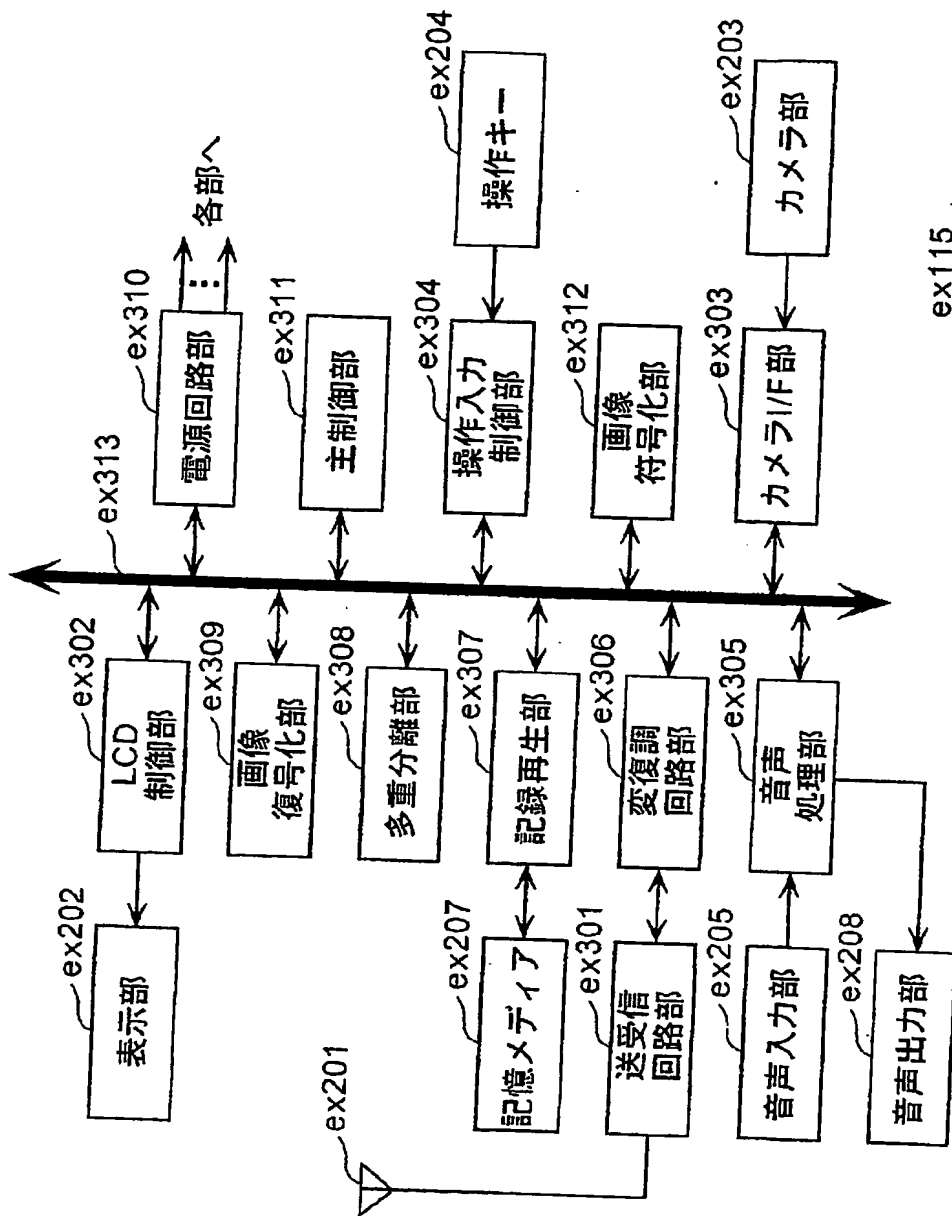 ex310
電源回路部
各部へ
ex313
ex311
主制御部
ex304
操作入力
制御部
ex204
操作キー
ex312
画像
符号化部
ex303
カメラI/F部
ex203
カメラ部
ex115
ex302
LCD
制御部
ex202
表示部
ex309
画像
復号化部
ex308
多重分離部
ex307
記録再生部
ex207
記憶メディア
ex306
変復調
回路部
ex301
送受信
回路部
ex201
ex305
音声
処理部
ex205
音声入力部
ex208
音声出力部